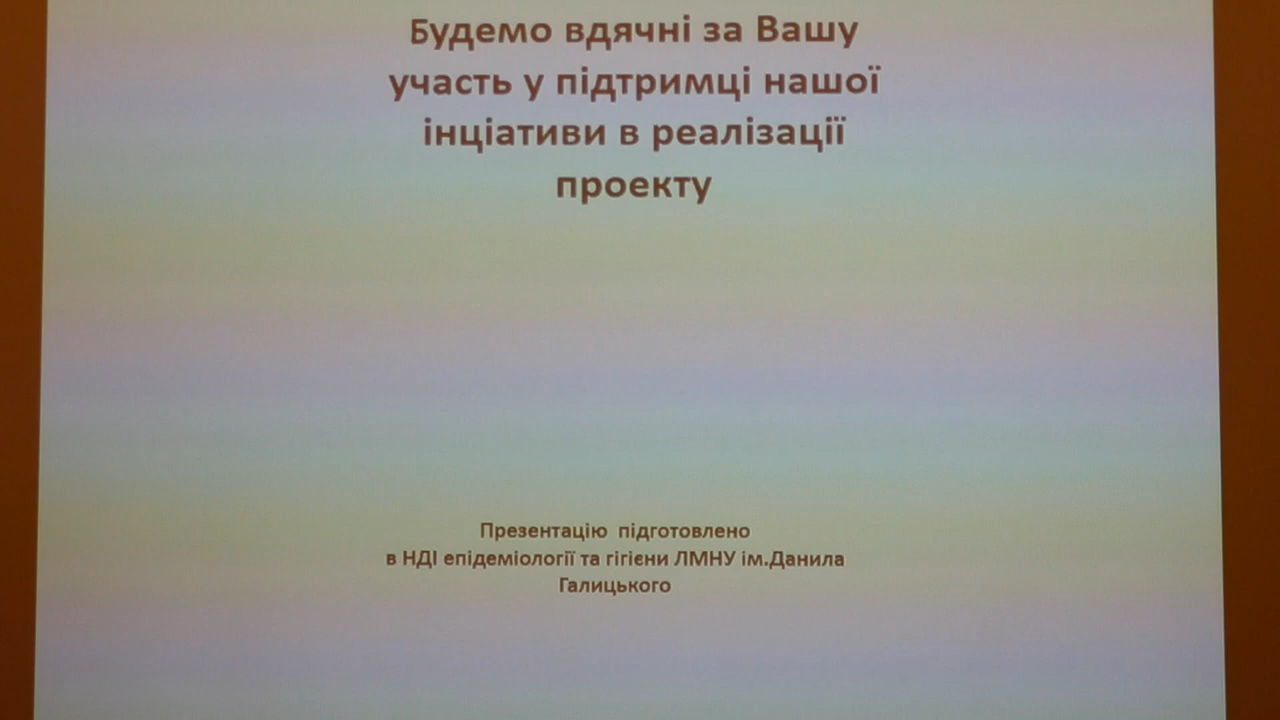 Будемо вдячні за Вашу
участь у підтримці нашої
інціативи в реалізації
проекту
Презентацію підготовлено
в НДІ епідеміології та гігієни ЛМНУ ім.Данила
Галицького